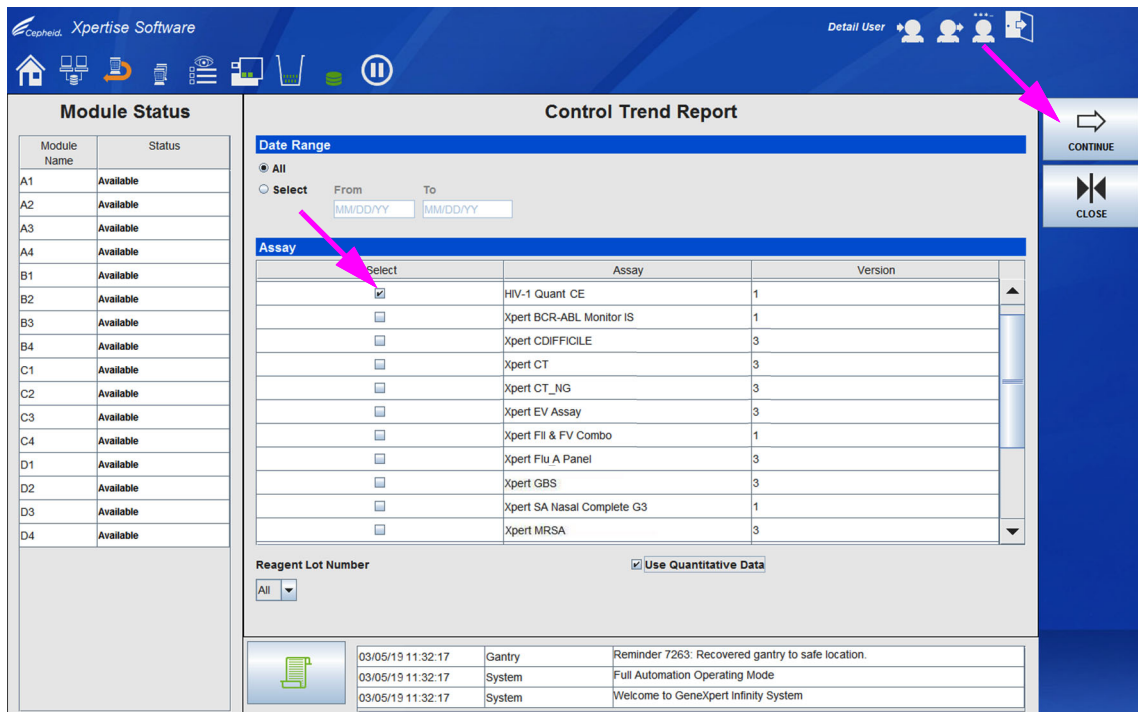 Cepheid. Xpertise Software
Detail User
Module Status
Module Name Status
A1 Available
A2 Available
A3 Available
A4 Available
B1 Available
B2 Available
B3 Available
B4 Available
C1 Available
C2 Available
C3 Available
C4 Available
D1 Available
D2 Available
D3 Available
D4 Available
Control Trend Report
Date Range
All
Select From To
MM/DD/YY MM/DD/YY
Assay
Select Assay Version
HIV-1 Quant CE 1
Xpert BCR-ABL Monitor IS 1
Xpert CDIFFICILE 3
Xpert CT 3
Xpert CT_NG 3
Xpert EV Assay 3
Xpert FII & FV Combo 1
Xpert Flu_A Panel 3
Xpert GBS 3
Xpert SA Nasal Complete G3 1
Xpert MRSA 3
Reagent Lot Number Use Quantitative Data
All
03/05/19 11:32:17 Gantry Reminder 7263: Recovered gantry to safe location.
03/05/19 11:32:17 System Full Automation Operating Mode
03/05/19 11:32:17 System Welcome to GeneXpert Infinity System
CONTINUE
CLOSE